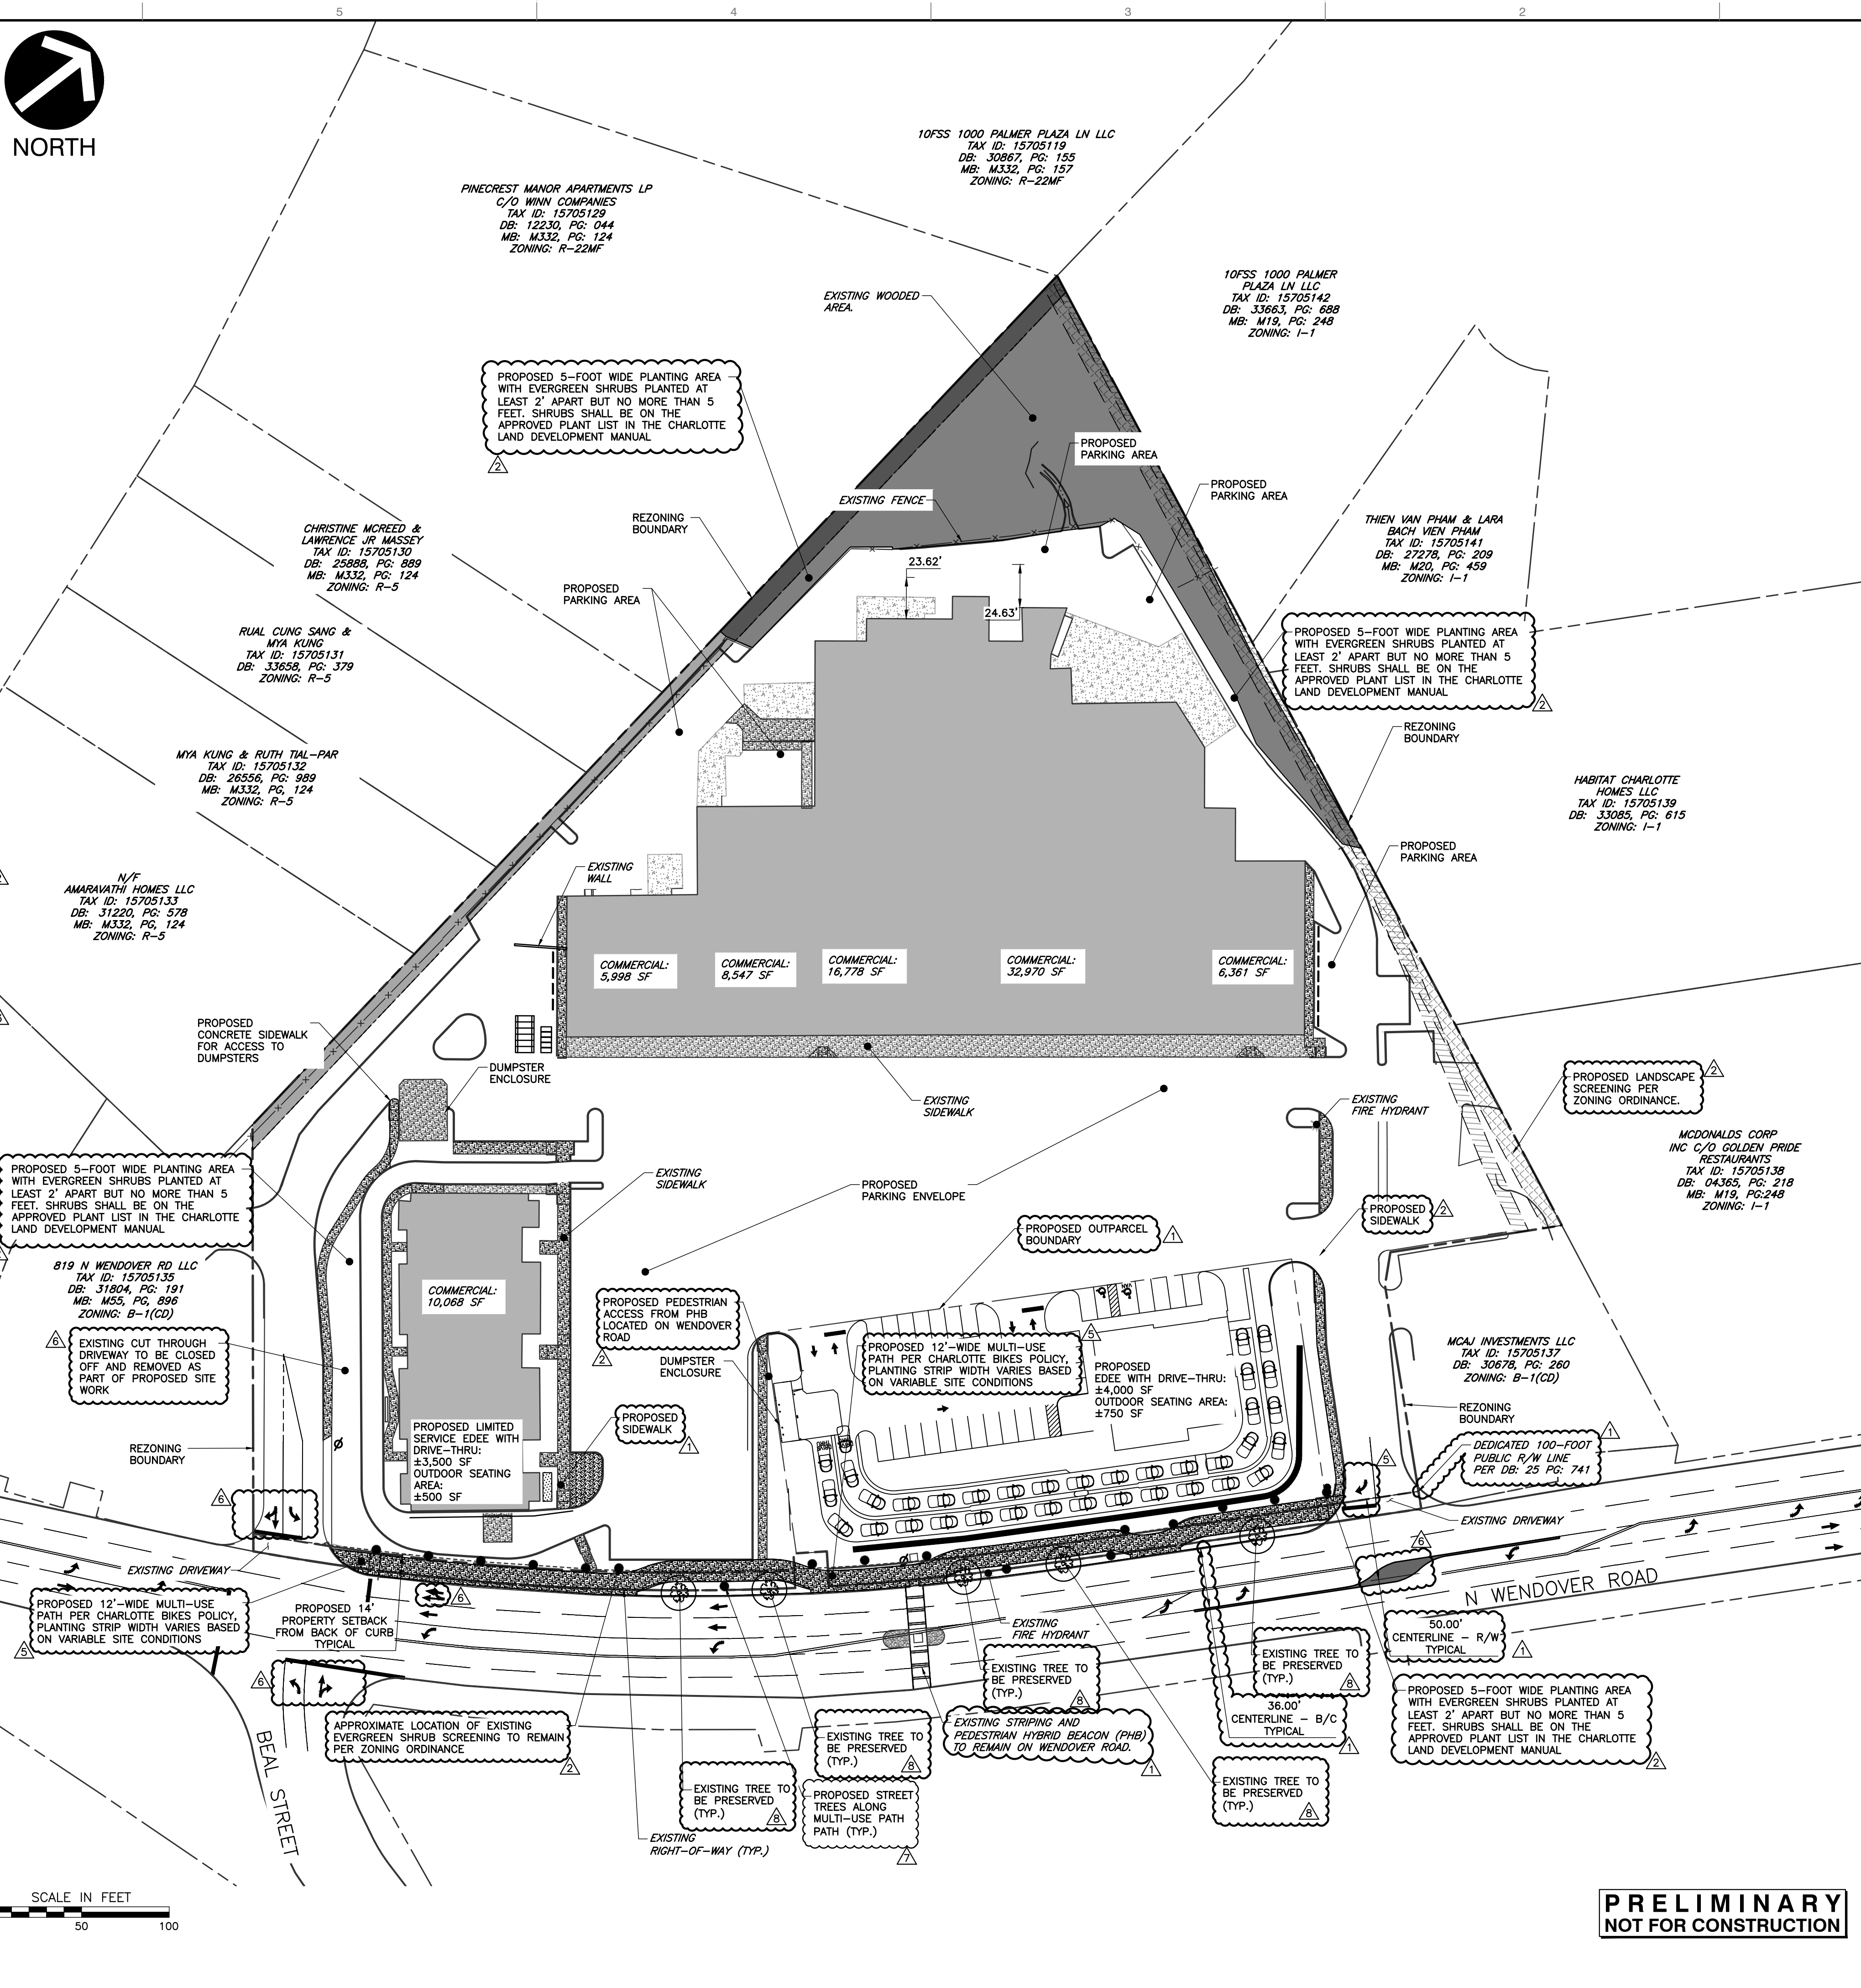 5
4
3
2
NORTH
10FSS 1000 PALMER PLAZA LN LLC
TAX ID: 15705119
DB: 30867, PG: 155
MB: M332, PG: 157
ZONING: R-22MF
PINECREST MANOR APARTMENTS LP
C/O WINN COMPANIES
TAX ID: 15705129
DB: 12230, PG: 044
MB: M332, PG: 124
ZONING: R-22MF
10FSS 1000 PALMER
PLAZA LN LLC
TAX ID: 15705142
DB: 33663, PG: 688
MB: M19, PG: 248
ZONING: I-1
EXISTING WOODED
AREA.
PROPOSED 5-FOOT WIDE PLANTING AREA
WITH EVERGREEN SHRUBS PLANTED AT
LEAST 2' APART BUT NO MORE THAN 5
FEET. SHRUBS SHALL BE ON THE
APPROVED PLANT LIST IN THE CHARLOTTE
LAND DEVELOPMENT MANUAL
2
PROPOSED
PARKING AREA
PROPOSED
PARKING AREA
EXISTING FENCE
REZONING
BOUNDARY
CHRISTINE MCREED &
LAWRENCE JR MASSEY
TAX ID: 15705130
DB: 25888, PG: 889
MB: M332, PG: 124
ZONING: R-5
THIEN VAN PHAM & LARA
BACH VIEN PHAM
TAX ID: 15705141
DB: 27278, PG: 209
MB: M20, PG: 459
ZONING: I-1
23.62'
24.63'
PROPOSED
PARKING AREA
RUAL CUNG SANG &
MYA KUNG
TAX ID: 15705131
DB: 33658, PG: 379
ZONING: R-5
PROPOSED 5-FOOT WIDE PLANTING AREA
WITH EVERGREEN SHRUBS PLANTED AT
LEAST 2' APART BUT NO MORE THAN 5
FEET. SHRUBS SHALL BE ON THE
APPROVED PLANT LIST IN THE CHARLOTTE
LAND DEVELOPMENT MANUAL
2
REZONING
BOUNDARY
MYA KUNG & RUTH TIAL-PAR
TAX ID: 15705132
DB: 26556, PG: 989
MB: M332, PG, 124
ZONING: R-5
HABITAT CHARLOTTE
HOMES LLC
TAX ID: 15705139
DB: 33085, PG: 615
ZONING: I-1
PROPOSED
PARKING AREA
EXISTING
WALL
N/F
AMARAVATHI HOMES LLC
TAX ID: 15705133
DB: 31220, PG: 578
MB: M332, PG, 124
ZONING: R-5
COMMERCIAL:
5,998 SF
COMMERCIAL:
8,547 SF
COMMERCIAL:
16,778 SF
COMMERCIAL:
32,970 SF
COMMERCIAL:
6,361 SF
PROPOSED
CONCRETE SIDEWALK
FOR ACCESS TO
DUMPSTERS
DUMPSTER
ENCLOSURE
EXISTING
SIDEWALK
EXISTING
FIRE HYDRANT
PROPOSED LANDSCAPE
SCREENING PER
ZONING ORDINANCE.
2
MCDONALDS CORP
INC C/O GOLDEN PRIDE
RESTAURANTS
TAX ID: 15705138
DB: 04365, PG: 218
MB: M19, PG:248
ZONING: I-1
PROPOSED 5-FOOT WIDE PLANTING AREA
WITH EVERGREEN SHRUBS PLANTED AT
LEAST 2' APART BUT NO MORE THAN 5
FEET. SHRUBS SHALL BE ON THE
APPROVED PLANT LIST IN THE CHARLOTTE
LAND DEVELOPMENT MANUAL
EXISTING
SIDEWALK
PROPOSED
PARKING ENVELOPE
PROPOSED
SIDEWALK
2
PROPOSED OUTPARCEL
BOUNDARY
1
819 N WENDOVER RD LLC
TAX ID: 15705135
DB: 31804, PG: 191
MB: M55, PG, 896
ZONING: B-1(CD)
COMMERCIAL:
10,068 SF
PROPOSED PEDESTRIAN
ACCESS FROM PHB
LOCATED ON WENDOVER
ROAD
2
6
EXISTING CUT THROUGH
DRIVEWAY TO BE CLOSED
OFF AND REMOVED AS
PART OF PROPOSED SITE
WORK
DUMPSTER
ENCLOSURE
PROPOSED 12'-WIDE MULTI-USE
PATH PER CHARLOTTE BIKES POLICY,
PLANTING STRIP WIDTH VARIES BASED
ON VARIABLE SITE CONDITIONS
5
PROPOSED
EDEE WITH DRIVE-THRU:
±4,000 SF
OUTDOOR SEATING AREA:
±750 SF
MCAJ INVESTMENTS LLC
TAX ID: 15705137
DB: 30678, PG: 260
ZONING: B-1(CD)
REZONING
BOUNDARY
PROPOSED LIMITED
SERVICE EDEE WITH
DRIVE-THRU:
±3,500 SF
OUTDOOR SEATING
AREA:
±500 SF
PROPOSED
SIDEWALK
1
REZONING
BOUNDARY
DEDICATED 100-FOOT
PUBLIC R/W LINE
PER DB: 25 PG: 741
1
5
6
EXISTING DRIVEWAY
EXISTING DRIVEWAY
6
N WENDOVER ROAD
PROPOSED 12'-WIDE MULTI-USE
PATH PER CHARLOTTE BIKES POLICY,
PLANTING STRIP WIDTH VARIES BASED
ON VARIABLE SITE CONDITIONS
5
PROPOSED 14'
PROPERTY SETBACK
FROM BACK OF CURB
TYPICAL
6
EXISTING
FIRE HYDRANT
50.00'
CENTERLINE - R/W
TYPICAL
1
6
EXISTING TREE TO
BE PRESERVED
(TYP.)
8
EXISTING TREE TO
BE PRESERVED
(TYP.)
8
36.00'
CENTERLINE - B/C
TYPICAL
1
PROPOSED 5-FOOT WIDE PLANTING AREA
WITH EVERGREEN SHRUBS PLANTED AT
LEAST 2' APART BUT NO MORE THAN 5
FEET. SHRUBS SHALL BE ON THE
APPROVED PLANT LIST IN THE CHARLOTTE
LAND DEVELOPMENT MANUAL
2
APPROXIMATE LOCATION OF EXISTING
EVERGREEN SHRUB SCREENING TO REMAIN
PER ZONING ORDINANCE
2
EXISTING TREE TO
BE PRESERVED
(TYP.)
8
EXISTING STRIPING AND
PEDESTRIAN HYBRID BEACON (PHB)
TO REMAIN ON WENDOVER ROAD.
1
BEAL STREET
EXISTING TREE TO
BE PRESERVED
(TYP.)
8
PROPOSED STREET
TREES ALONG
MULTI-USE PATH
PATH (TYP.)
7
EXISTING TREE TO
BE PRESERVED
(TYP.)
8
EXISTING
RIGHT-OF-WAY (TYP.)
SCALE IN FEET
50
100
PRELIMINARY
NOT FOR CONSTRUCTION